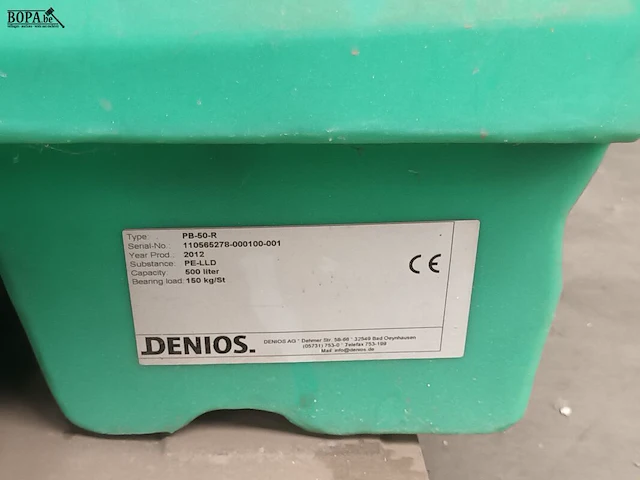 BOPA.be
Type: PB-50-R
Serial-No.: 110565278-000100-001
Year Prod.: 2012
Substance: PE-LLD
Capacity: 500 liter
Bearing load: 150 kg/St
CE
DENIOS.
DENIOS AG * Dehmer Str. 58-66 * 32549 Bad Oeynhausen
(05731) 753-0 * Telefax 753-199
Mail: info@denios.de